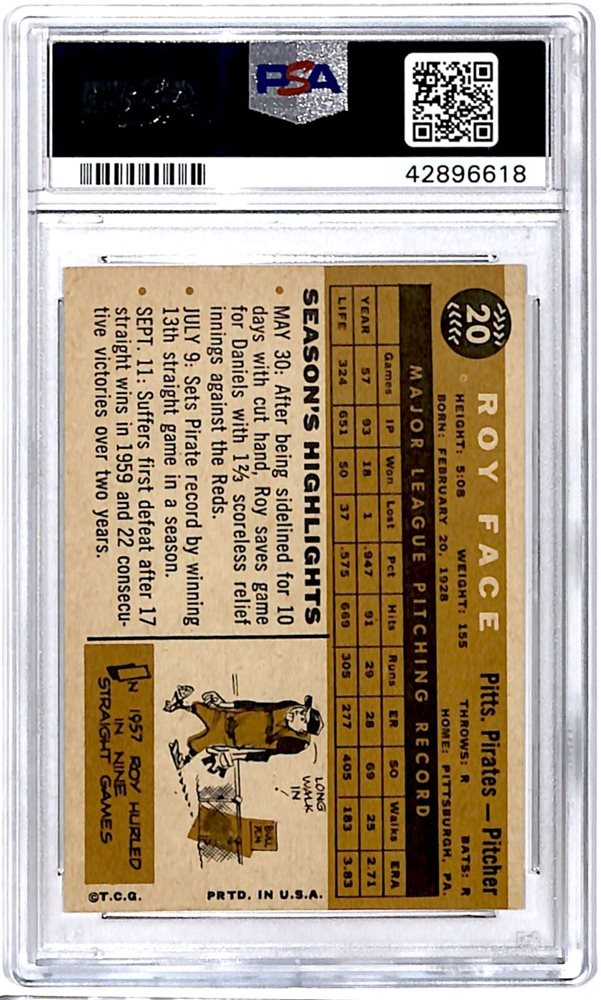 PSA
42896618
20
ROY FACE Pitts. Pirates — Pitcher
HEIGHT: 5:08 WEIGHT: 155 THROWS: R BATS: R
BORN: FEBRUARY 20, 1928 HOME: PITTSBURGH, PA.
MAJOR LEAGUE PITCHING RECORD
Games IP Won Lost Pct Hits Runs ER SO Walks ERA
YEAR 57 93 18 1 .947 91 29 28 69 25 2.71
LIFE 324 651 50 37 .575 669 305 277 405 183 3.83
SEASON'S HIGHLIGHTS
• MAY 30: After being sidelined for 10
days with cut hand, Roy saves game
for Daniels with 1⅔ scoreless relief
innings against the Reds.
• JULY 9: Sets Pirate record by winning
13th straight game in a season.
• SEPT. 11: Suffers first defeat after 17
straight wins in 1959 and 22 consecu-
tive victories over two years.
LONG
WALK
IN
BULL
PEN
IN 1957 ROY HURLED
IN NINE
STRAIGHT GAMES
©T.C.G. PRTD. IN U.S.A.